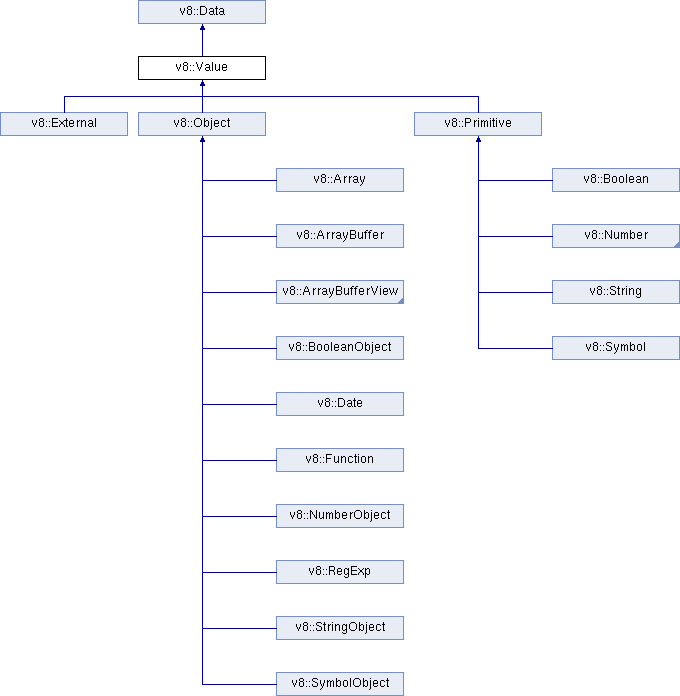 v8::Data
v8::Value
v8::External
v8::Object
v8::Primitive
v8::Array
v8::Boolean
v8::ArrayBuffer
v8::Number
v8::ArrayBufferView
v8::String
v8::BooleanObject
v8::Symbol
v8::Date
v8::Function
v8::NumberObject
v8::RegExp
v8::StringObject
v8::SymbolObject